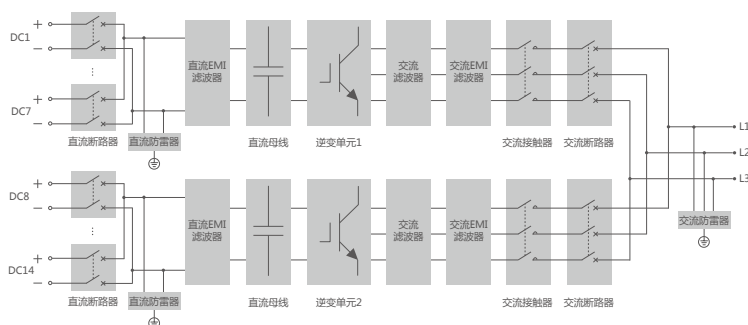 +
DC1
−
⋮
+
DC7
−
直流断路器
直流防雷器
直流EMI
滤波器
直流母线
逆变单元1
交流
滤波器
交流EMI
滤波器
交流接触器
交流断路器
L1
L2
L3
交流防雷器
+
DC8
−
⋮
+
DC14
−
直流断路器
直流防雷器
直流EMI
滤波器
直流母线
逆变单元2
交流
滤波器
交流EMI
滤波器
交流接触器
交流断路器